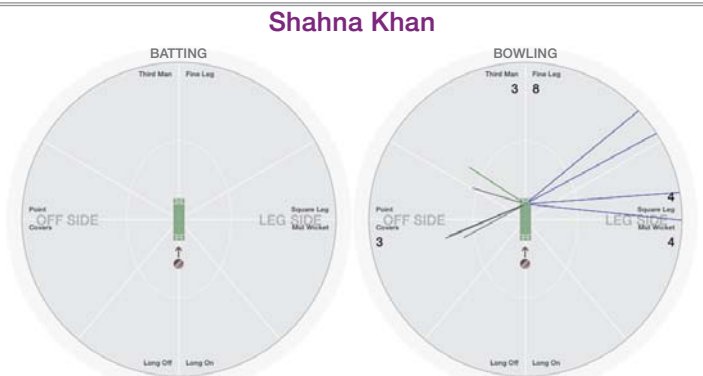 Shahna Khan
BATTING
BOWLING
Third Man
Fine Leg
Third Man
Fine Leg
3
8
Point
OFF SIDE
Covers
Square Leg
LEG SIDE
Mid Wicket
Point
OFF SIDE
Covers
3
4
Square Leg
LEG SIDE
Mid Wicket
4
Long Off
Long On
Long Off
Long On